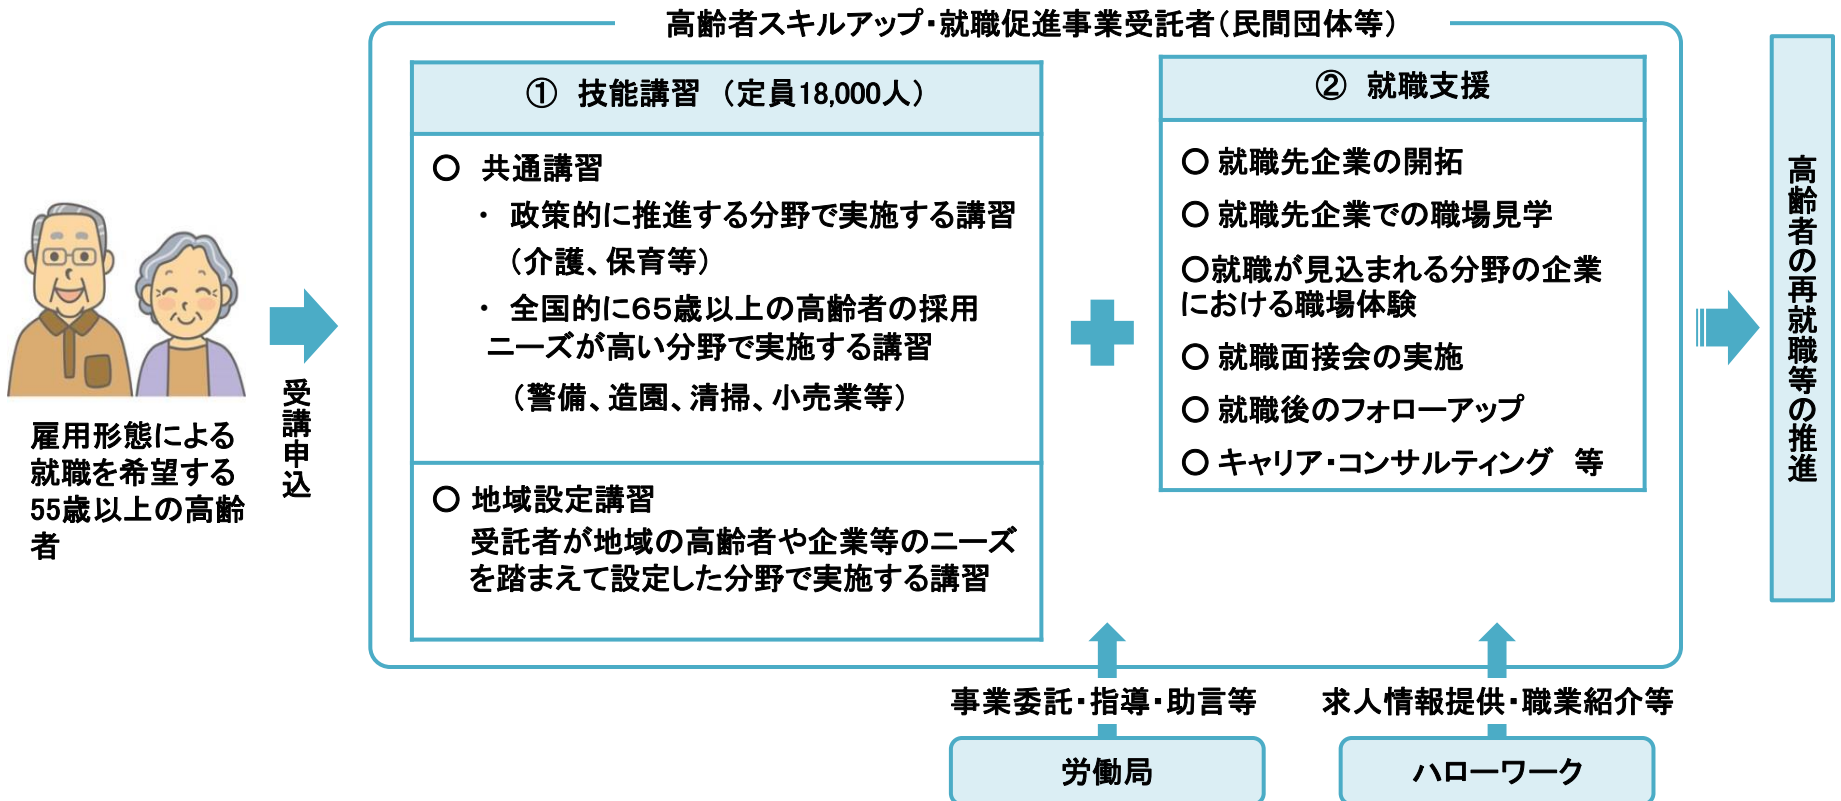 高齢者スキルアップ・就職促進事業受託者（民間団体等）
① 技能講習 （定員18,000人）
○ 共通講習
・ 政策的に推進する分野で実施する講習
（介護、保育等）
・ 全国的に６５歳以上の高齢者の採用
ニーズが高い分野で実施する講習
（警備、造園、清掃、小売業等）
○ 地域設定講習
受託者が地域の高齢者や企業等のニーズ
を踏まえて設定した分野で実施する講習
② 就職支援
○ 就職先企業の開拓
○ 就職先企業での職場見学
○就職が見込まれる分野の企業
における職場体験
○ 就職面接会の実施
○ 就職後のフォローアップ
○ キャリア・コンサルティング 等
雇用形態による
就職を希望する
55歳以上の高齢
者
受講申込
高齢者の再就職等の推進
事業委託・指導・助言等
求人情報提供・職業紹介等
労働局
ハローワーク